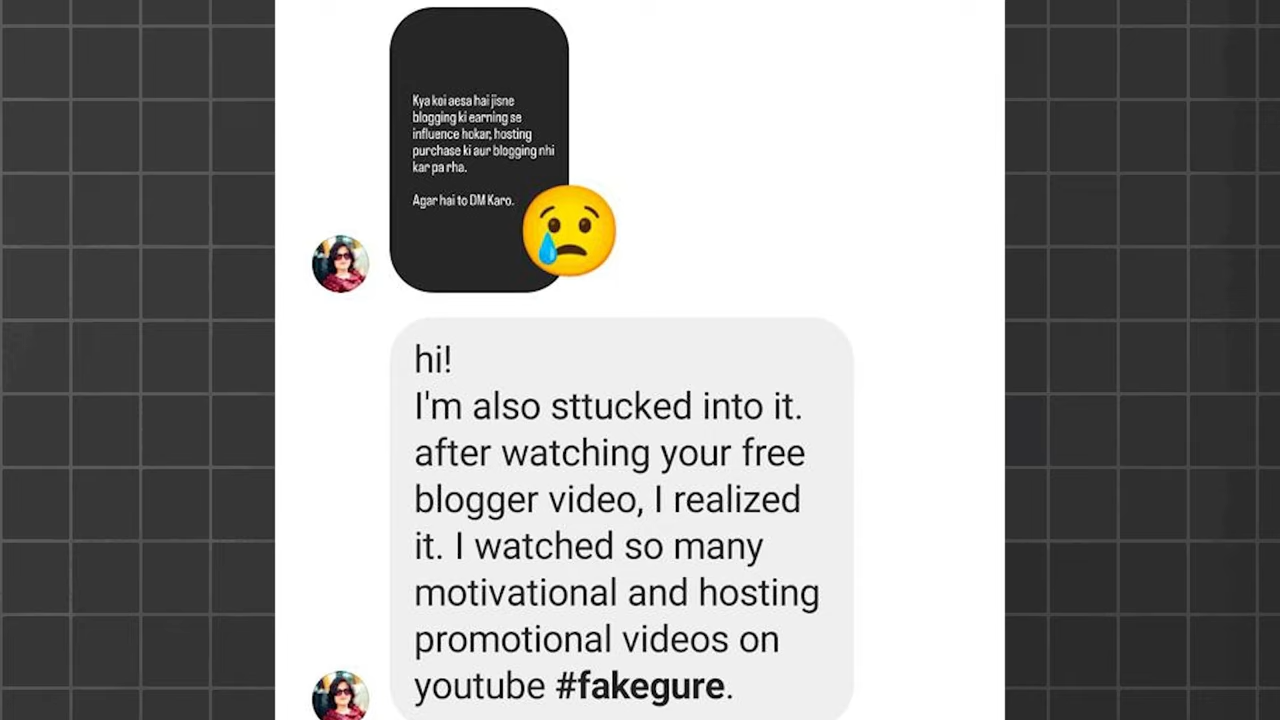 Kya koi aesa hai jisne
blogging ki earning se
influence hokar, hosting
purchase ki aur blogging nhi
kar pa rha.
Agar hai to DM Karo.
hi!
I'm also sttucked into it.
after watching your free
blogger video, I realized
it. I watched so many
motivational and hosting
promotional videos on
youtube #fakegure.